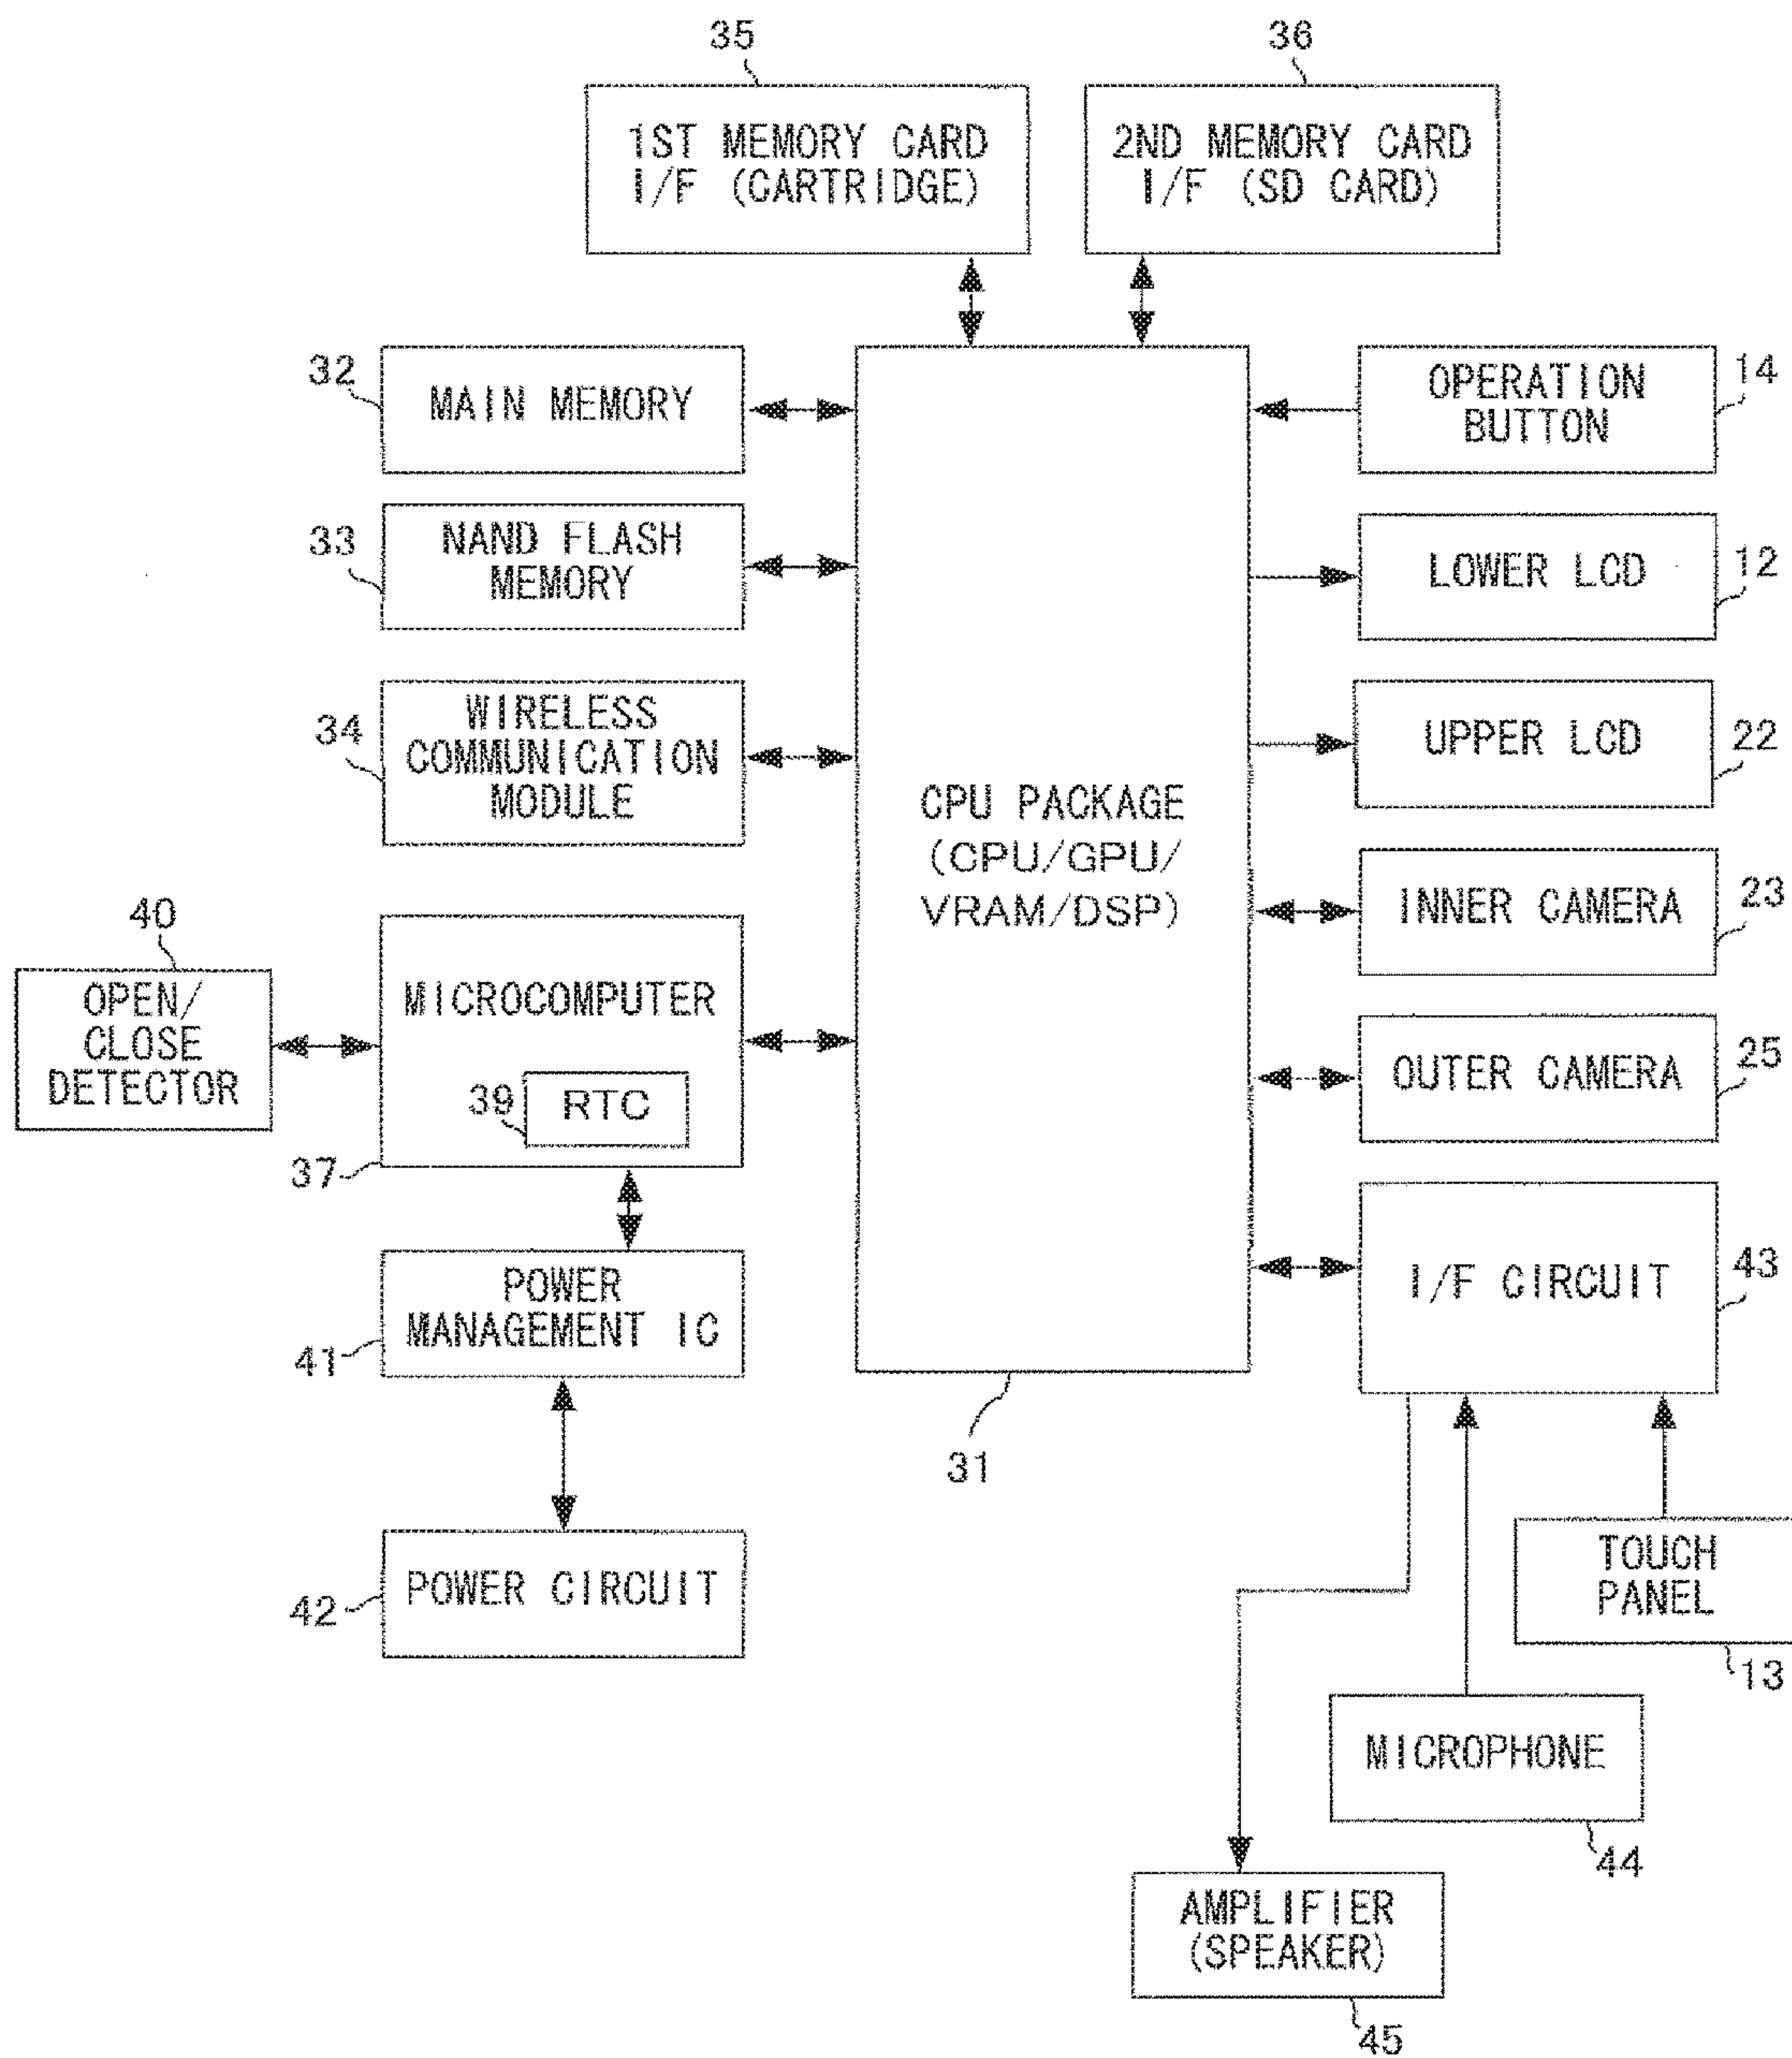 35
36
1ST MEMORY CARD
I/F (CARTRIDGE)
2ND MEMORY CARD
I/F (SD CARD)
32
MAIN MEMORY
OPERATION
BUTTON
14
33
NAND FLASH
MEMORY
LOWER LCD
12
34
WIRELESS
COMMUNICATION
MODULE
UPPER LCD
22
CPU PACKAGE
(CPU/GPU/
VRAM/DSP)
INNER CAMERA
23
40
OPEN/
CLOSE
DETECTOR
MICROCOMPUTER
39
RTC
37
OUTER CAMERA
25
I/F CIRCUIT
43
POWER
MANAGEMENT IC
41
31
POWER CIRCUIT
42
TOUCH
PANEL
13
MICROPHONE
44
AMPLIFIER
(SPEAKER)
45